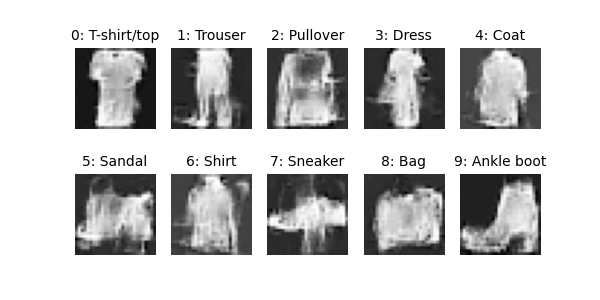 0: T-shirt/top 1: Trouser 2: Pullover 3: Dress 4: Coat
5: Sandal 6: Shirt 7: Sneaker 8: Bag 9: Ankle boot